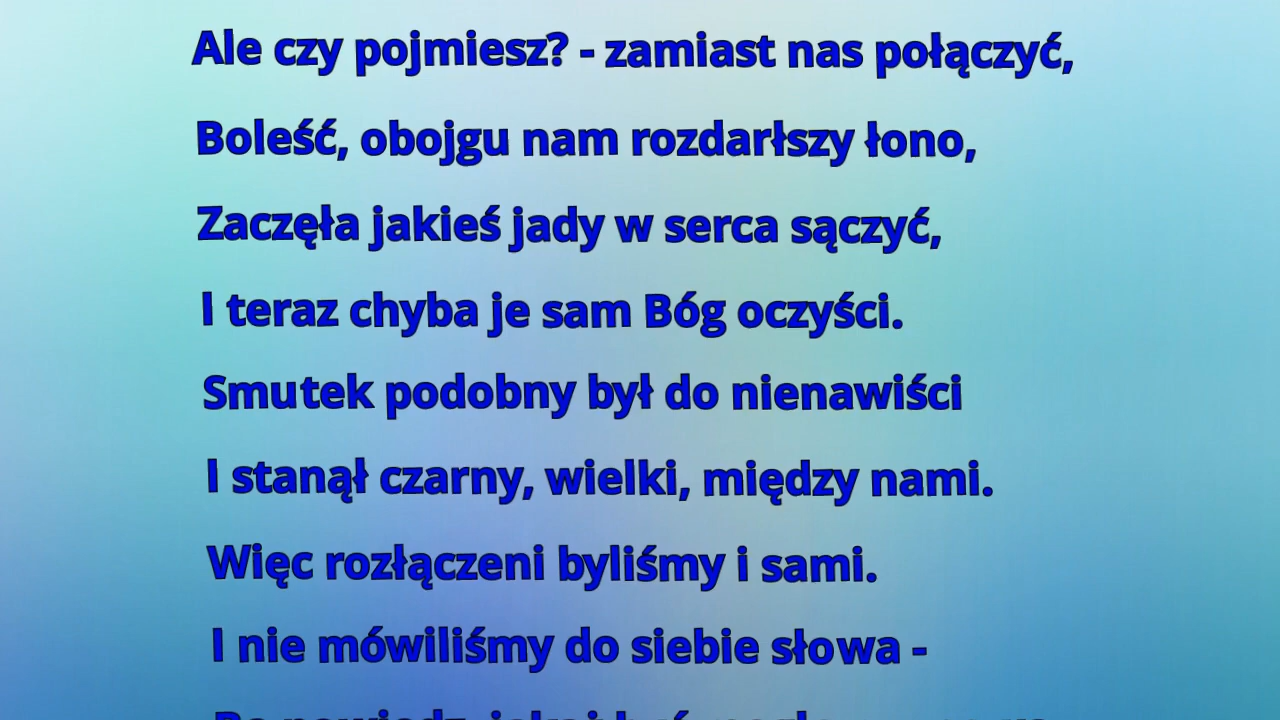 Ale czy pojmiesz? - zamiast nas połączyć,
Boleść, obojgu nam rozdarłszy łono,
Zaczęła jakieś jady w serca sączyć,
I teraz chyba je sam Bóg oczyści.
Smutek podobny był do nienawiści
I stanął czarny, wielki, między nami.
Więc rozłączeni byliśmy i sami.
I nie mówiliśmy do siebie słowa -